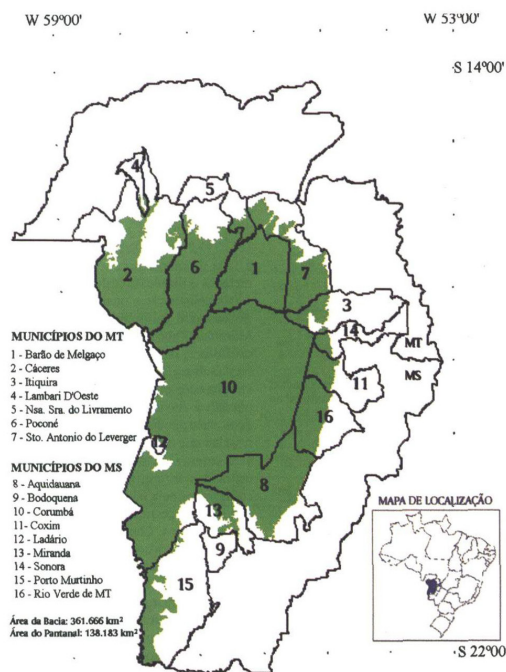 W 59º00'
W 53º00'
S 14º00'
4
5
2
6
1
7
3
14
MT
MS
11
10
16
12
8
13
9
15
MUNICÍPIOS DO MT
1 - Barão de Melgaço
2 - Cáceres
3 - Itiquira
4 - Lambari D'Oeste
5 - Nsa. Sra. do Livramento
6 - Poconé
7 - Sto. Antonio do Leverger
MUNICÍPIOS DO MS
8 - Aquidauana
9 - Bodoquena
10 - Corumbá
11- Coxim
12 - Ladário
13 - Miranda
14 - Sonora
15 - Porto Murtinho
16 - Rio Verde de MT
Área da Bacia: 361.666 km²
Área do Pantanal: 138.183 km²
MAPA DE LOCALIZAÇÃO
S 22º00'